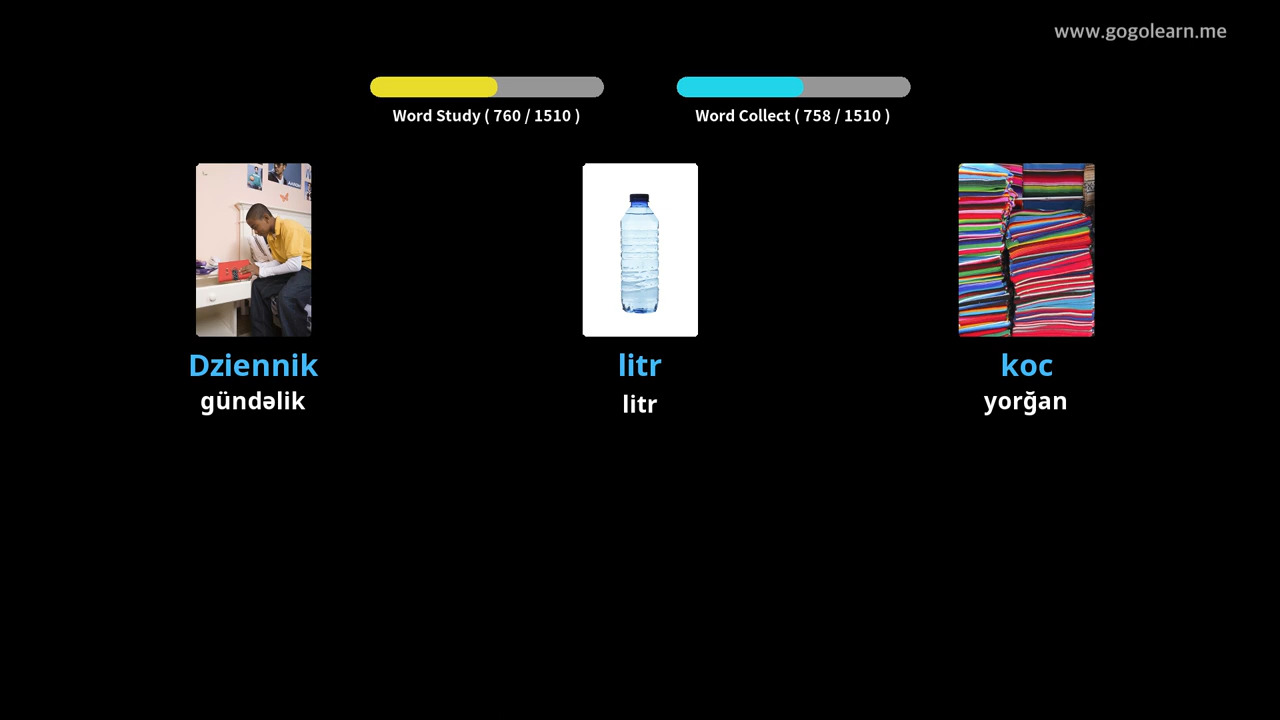 www.gogolearn.me
Word Study ( 760 / 1510 )
Word Collect ( 758 / 1510 )
Dziennik
gündəlik
litr
litr
koc
yorğan